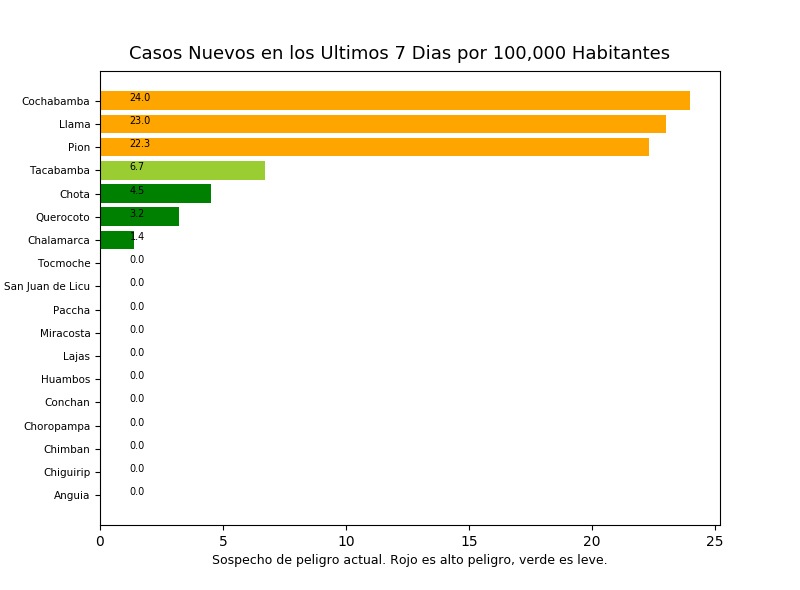 Casos Nuevos en los Ultimos 7 Dias por 100,000 Habitantes
Cochabamba 24.0
Llama 23.0
Pion 22.3
Tacabamba 6.7
Chota 4.5
Querocoto 3.2
Chalamarca 1.4
Tocmoche 0.0
San Juan de Licu 0.0
Paccha 0.0
Miracosta 0.0
Lajas 0.0
Huambos 0.0
Conchan 0.0
Choropampa 0.0
Chimban 0.0
Chiguirip 0.0
Anguia 0.0
0 5 10 15 20 25
Sospecho de peligro actual. Rojo es alto peligro, verde es leve.